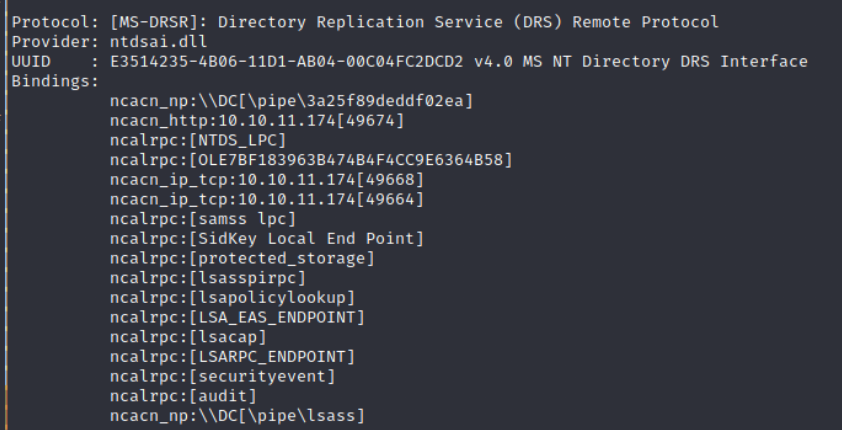 Protocol: [MS-DRSR]: Directory Replication Service (DRS) Remote Protocol
Provider: ntdsai.dll
UUID    : E3514235-4B06-11D1-AB04-00C04FC2DCD2 v4.0 MS NT Directory DRS Interface
Bindings:
          ncacn_np:\\DC[\pipe\3a25f89deddf02ea]
          ncacn_http:10.10.11.174[49674]
          ncalrpc:[NTDS_LPC]
          ncalrpc:[OLE7BF183963B474B4F4CC9E6364B58]
          ncacn_ip_tcp:10.10.11.174[49668]
          ncacn_ip_tcp:10.10.11.174[49664]
          ncalrpc:[samss lpc]
          ncalrpc:[SidKey Local End Point]
          ncalrpc:[protected_storage]
          ncalrpc:[lsasspirpc]
          ncalrpc:[lsapolicylookup]
          ncalrpc:[LSA_EAS_ENDPOINT]
          ncalrpc:[lsacap]
          ncalrpc:[LSARPC_ENDPOINT]
          ncalrpc:[securityevent]
          ncalrpc:[audit]
          ncacn_np:\\DC[\pipe\lsass]